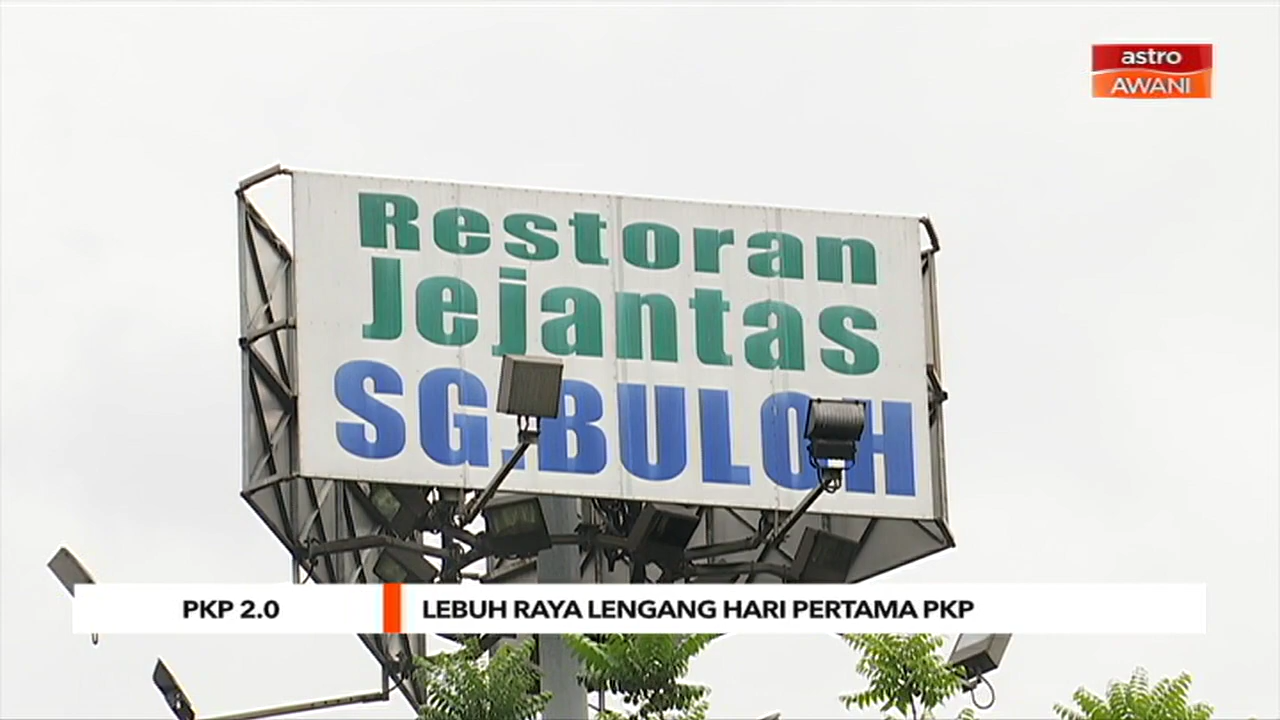 astro
AWANI
Restoran
Jejantas
SG.BULOH
PKP 2.0
LEBUH RAYA LENGANG HARI PERTAMA PKP